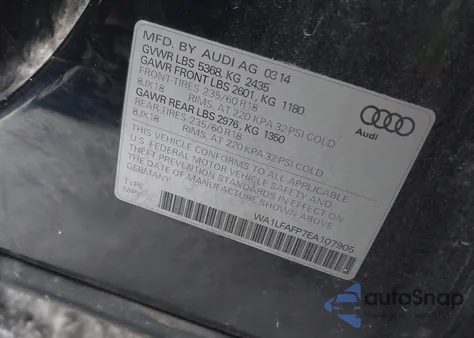 MFD. BY AUDI AG 03 14
GVWR LBS 5368, KG 2435
GAWR FRONT LBS 2601, KG 1180
FRONT-TIRES 235/60 R18
8JX18 RIMS, AT 220 KPA 32-PSI COLD
GAWR REAR LBS 2976, KG 1350
REAR-TIRES 235/60 R18
8JX18 RIMS, AT 220 KPA 32-PSI COLD
THIS VEHICLE CONFORMS TO ALL APPLICABLE
U.S. FEDERAL MOTOR VEHICLE SAFETY AND
THEFT PREVENTION STANDARDS IN EFFECT ON
THE DATE OF MANUFACTURE SHOWN ABOVE.
GERMANY
TYPE:
MPV
WA1LFAFP7EA107905
Audi
autoSnap